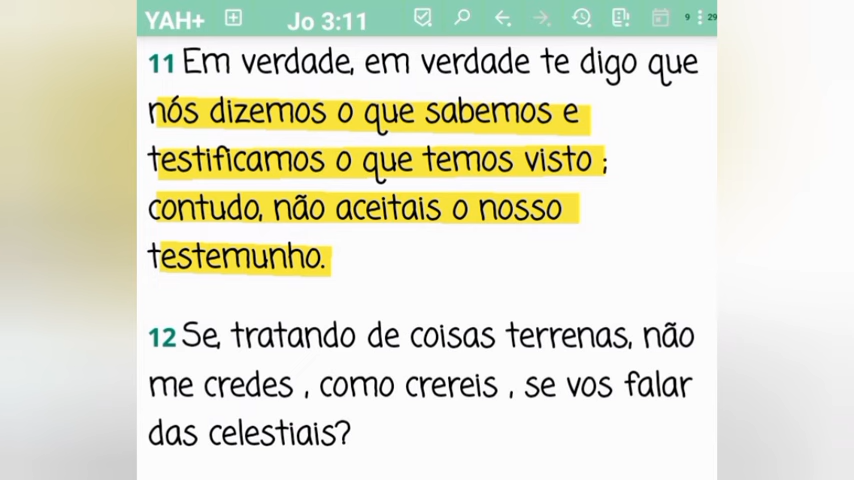 YAH+ Jo 3:11 9 29
11 Em verdade, em verdade te digo que
nós dizemos o que sabemos e
testificamos o que temos visto ;
contudo, não aceitais o nosso
testemunho.
12 Se, tratando de coisas terrenas, não
me credes , como crereis , se vos falar
das celestiais?